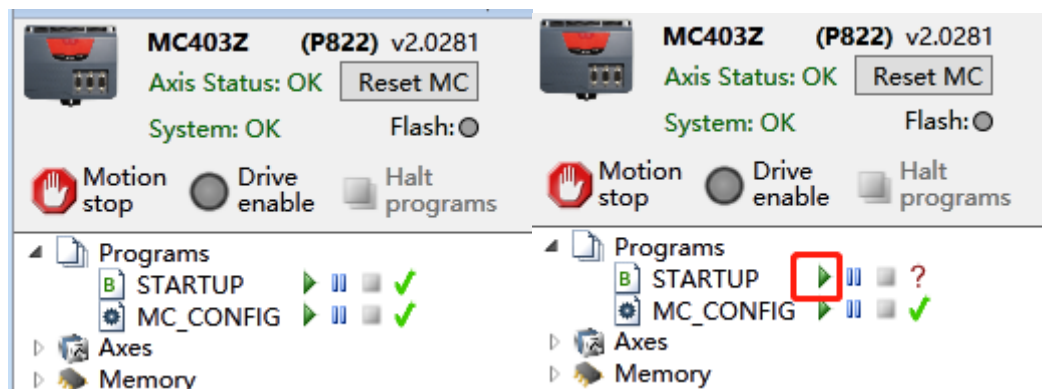 MC403Z (P822) v2.0281
Axis Status: OK Reset MC
System: OK Flash:
Motion stop Drive enable Halt programs
Programs
B STARTUP
MC_CONFIG
Axes
Memory
MC403Z (P822) v2.0281
Axis Status: OK Reset MC
System: OK Flash:
Motion stop Drive enable Halt programs
Programs
B STARTUP ?
MC_CONFIG
Axes
Memory